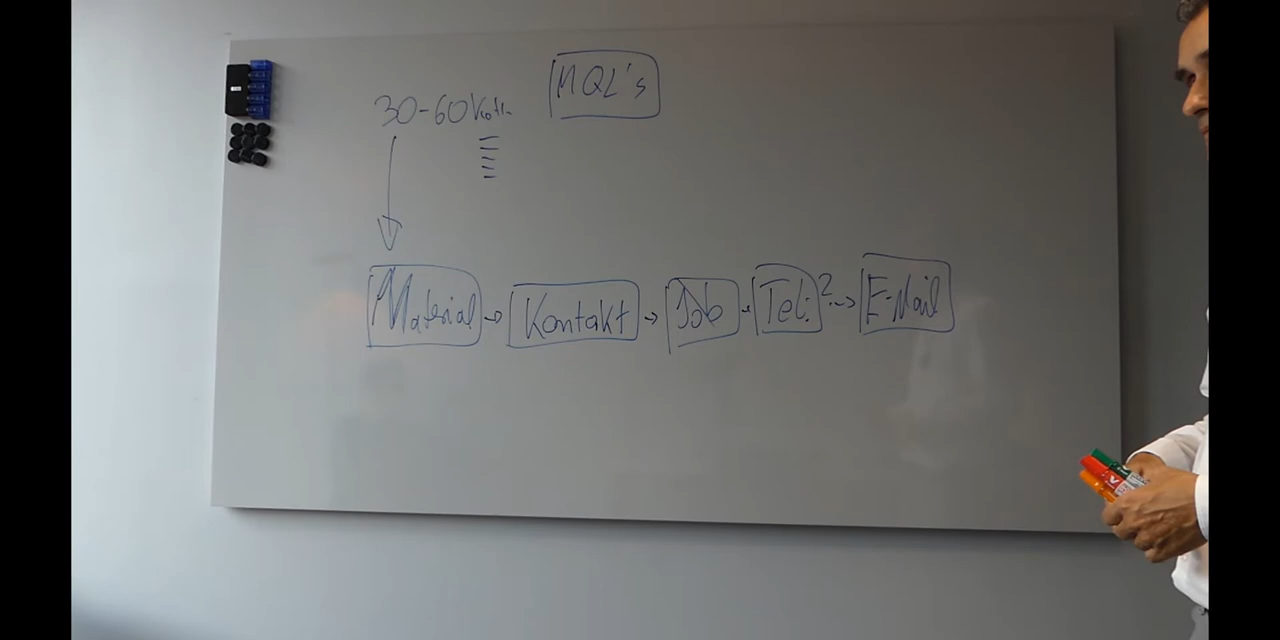 MQL's
30-60
Material → Kontakt → Job → Tel.? → E-Mail